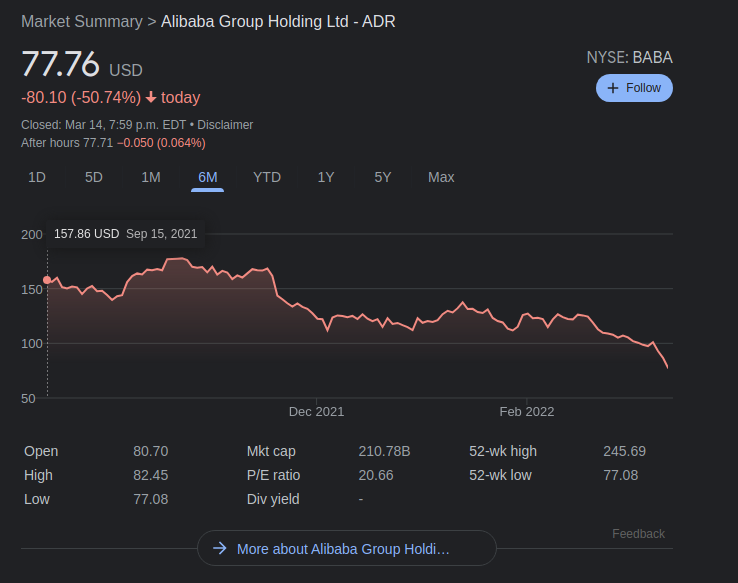 Market Summary > Alibaba Group Holding Ltd - ADR
77.76 USD
NYSE: BABA
-80.10 (-50.74%) ↓ today
+ Follow
Closed: Mar 14, 7:59 p.m. EDT • Disclaimer
After hours 77.71 −0.050 (0.064%)
1D 5D 1M 6M YTD 1Y 5Y Max
157.86 USD Sep 15, 2021
200
150
100
50
Dec 2021 Feb 2022
Open 80.70 Mkt cap 210.78B 52-wk high 245.69
High 82.45 P/E ratio 20.66 52-wk low 77.08
Low 77.08 Div yield -
Feedback
→ More about Alibaba Group Holdi…